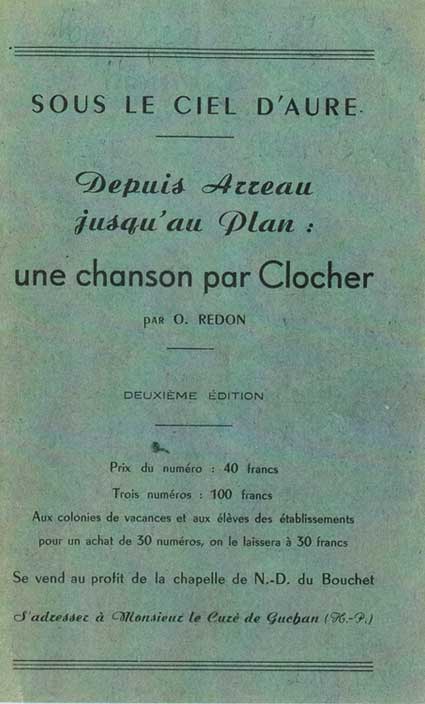 SOUS LE CIEL D'AURE
Depuis Arreau
jusqu'au Plan :
une chanson par Clocher
PAR O. REDON
DEUXIÈME ÉDITION
Prix du numéro : 40 francs
Trois numéros : 100 francs
Aux colonies de vacances et aux élèves des établissements
pour un achat de 30 numéros, on le laissera à 30 francs
Se vend au profit de la chapelle de N.-D. du Bouchet
S'adresser à Monsieur le Curé de Guchan (H.-P.)